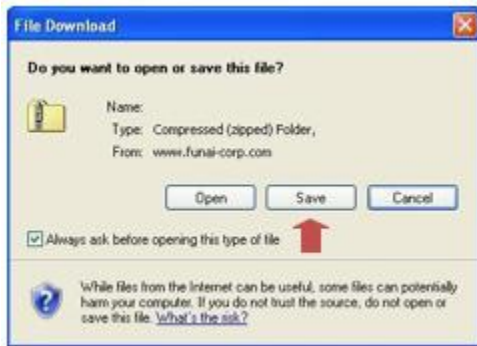 File Download
Do you want to open or save this file?
Name:
Type: Compressed (zipped) Folder,
From: www.funai-corp.com
Open Save Cancel
Always ask before opening this type of file
While files from the Internet can be useful, some files can potentially
harm your computer. If you do not trust the source, do not open or
save this file. What's the risk?